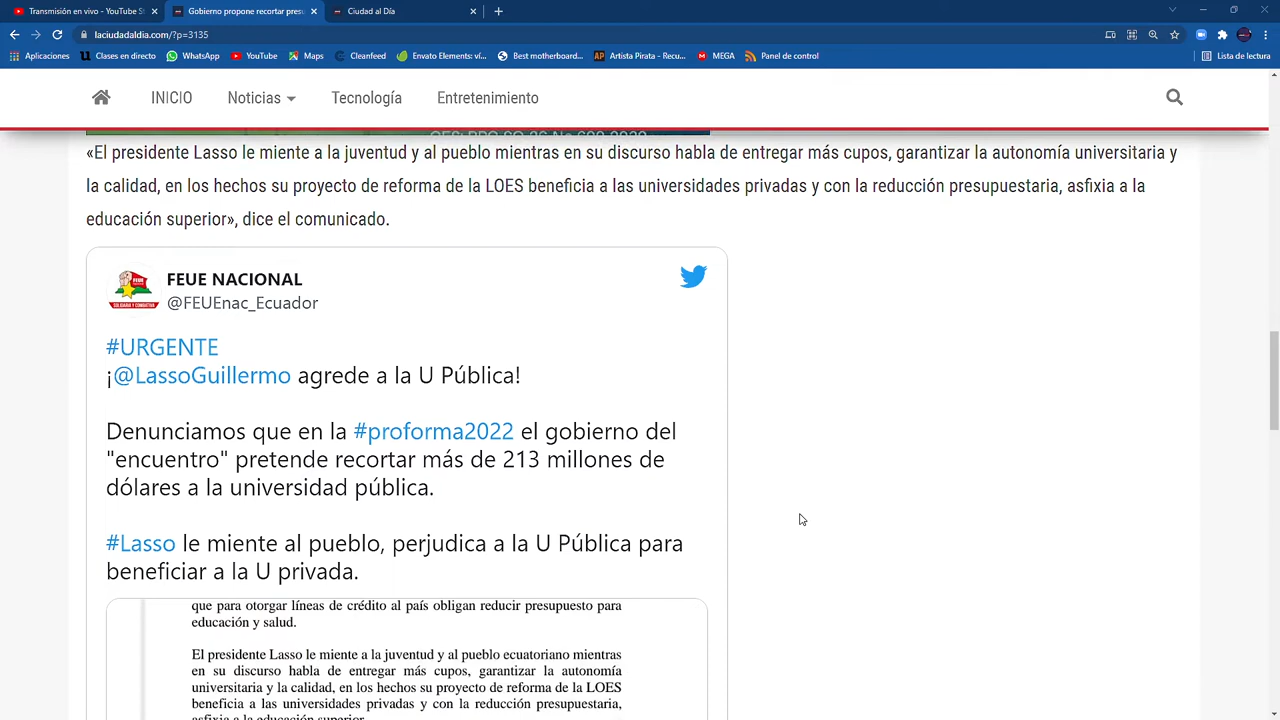 Transmisión en vivo - YouTube S
Gobierno propone recortar presu
Ciudad al Día
laciudadaldia.com/?p=3135
Aplicaciones
Clases en directo
WhatsApp
YouTube
Maps
Cleanfeed
Envato Elements: ví...
Best motherboard...
Artista Pirata - Recu...
MEGA
Panel de control
Lista de lectura
INICIO
Noticias
Tecnología
Entretenimiento
«El presidente Lasso le miente a la juventud y al pueblo mientras en su discurso habla de entregar más cupos, garantizar la autonomía universitaria y
la calidad, en los hechos su proyecto de reforma de la LOES beneficia a las universidades privadas y con la reducción presupuestaria, asfixia a la
educación superior», dice el comunicado.
FEUE NACIONAL
@FEUEnac_Ecuador
#URGENTE
¡@LassoGuillermo agrede a la U Pública!
Denunciamos que en la #proforma2022 el gobierno del
"encuentro" pretende recortar más de 213 millones de
dólares a la universidad pública.
#Lasso le miente al pueblo, perjudica a la U Pública para
beneficiar a la U privada.
que para otorgar líneas de crédito al país obligan reducir presupuesto para
educación y salud.
El presidente Lasso le miente a la juventud y al pueblo ecuatoriano mientras
en su discurso habla de entregar más cupos, garantizar la autonomía
universitaria y la calidad, en los hechos su proyecto de reforma de la LOES
beneficia a las universidades privadas y con la reducción presupuestaria,
asfixia a la educación superior